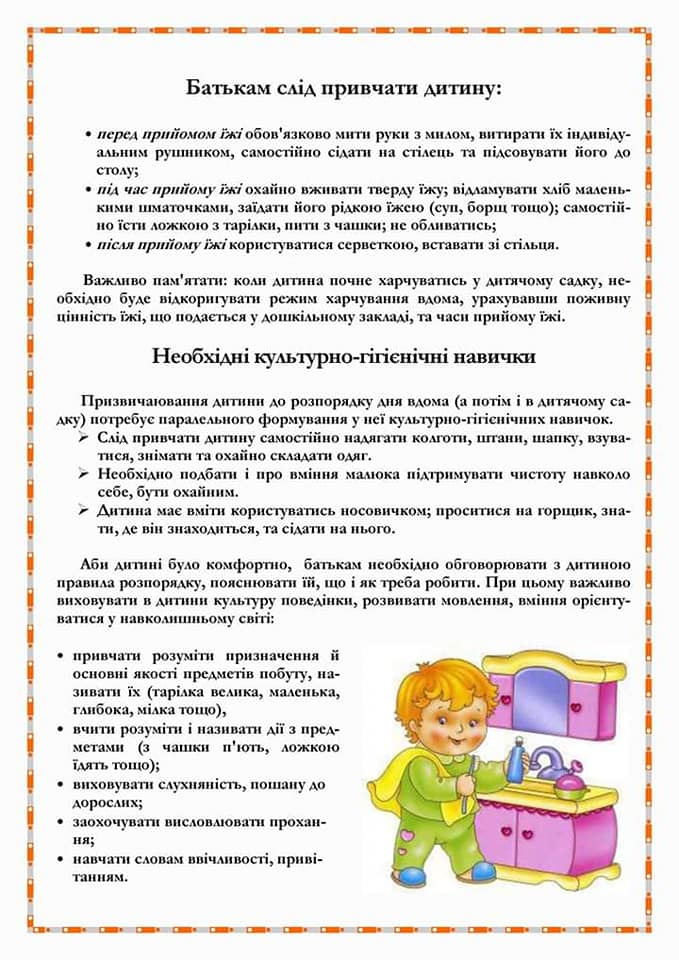 Батькам слід привчати дитину:
• перед прийомом їжі обов'язково мити руки з милом, витирати їх індивіду-
альним рушником, самостійно сідати на стілець та підсовувати його до
столу;
• під час прийому їжі охайно вживати тверду їжу; відламувати хліб малень-
кими шматочками, заїдати його рідкою їжею (суп, борщ тощо); самостій-
но їсти ложкою з тарілки, пити з чашки; не обливатись;
• після прийому їжі користуватися серветкою, вставати зі стільця.
Важливо пам'ятати: коли дитина почне харчуватись у дитячому садку, не-
обхідно буде відкоригувати режим харчування вдома, урахувавши поживну
цінність їжі, що подається у дошкільному закладі, та часи прийому їжі.
Необхідні культурно-гігієнічні навички
Призвичаювання дитини до розпорядку дня вдома (а потім і в дитячому са-
дку) потребує паралельного формування у неї культурно-гігієнічних навичок.
➢ Слід привчати дитину самостійно надягати колготи, штани, шапку, взува-
тися, знімати та охайно складати одяг.
➢ Необхідно подбати і про вміння малюка підтримувати чистоту навколо
себе, бути охайним.
➢ Дитина має вміти користуватись носовичком; проситися на горщик, зна-
ти, де він знаходиться, та сідати на нього.
Аби дитині було комфортно, батькам необхідно обговорювати з дитиною
правила розпорядку, пояснювати їй, що і як треба робити. При цьому важливо
виховувати в дитини культуру поведінки, розвивати мовлення, вміння орієнту-
ватися у навколишньому світі:
• привчати розуміти призначення й
основні якості предметів побуту, на-
зивати їх (тарілка велика, маленька,
глибока, мілка тощо),
• вчити розуміти і називати дії з пред-
метами (з чашки п'ють, ложкою
їдять тощо);
• виховувати слухняність, пошану до
дорослих;
• заохочувати висловлювати прохан-
ня;
• навчати словам ввічливості, приві-
танням.